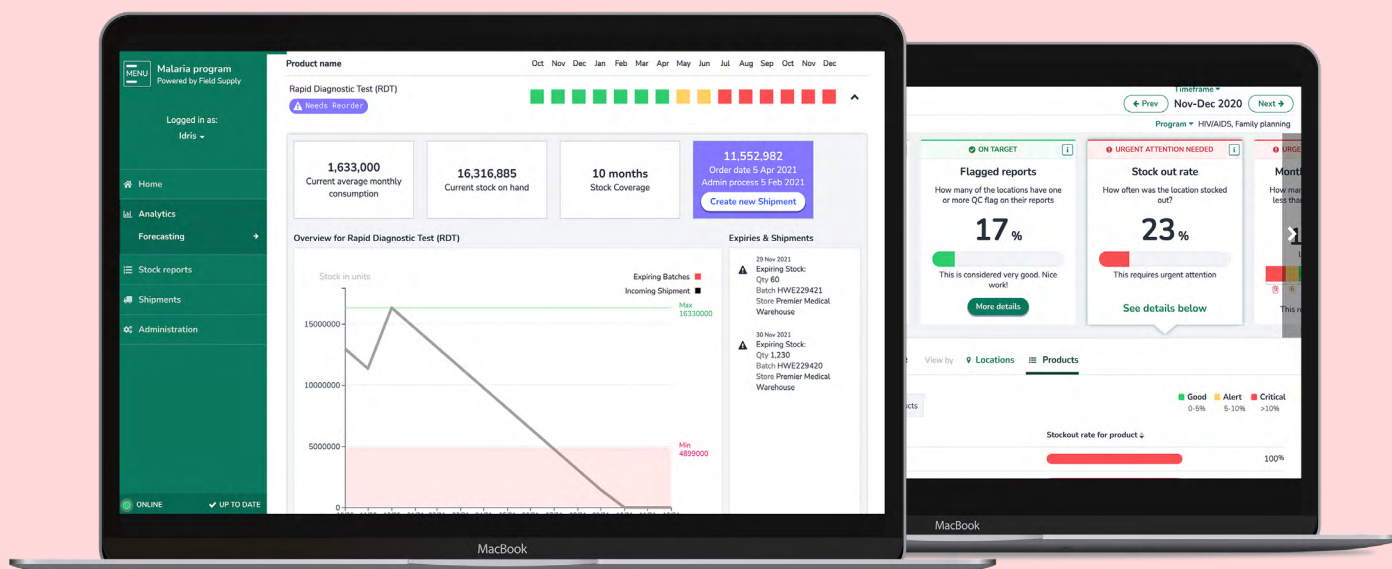 MENU
Malaria program
Powered by Field Supply
Logged in as:
Idris
Home
Analytics
Forecasting
Stock reports
Shipments
Administration
ONLINE
UP TO DATE
Product name
Oct Nov Dec Jan Feb Mar Apr May Jun Jul Aug Sep Oct Nov Dec
Rapid Diagnostic Test (RDT)
Needs Reorder
1,633,000
Current average monthly
consumption
16,316,885
Current stock on hand
10 months
Stock Coverage
11,552,982
Order date 5 Apr 2021
Admin process 5 Feb 2021
Create new Shipment
Overview for Rapid Diagnostic Test (RDT)
Stock in units
Expiring Batches
Incoming Shipment
Max
16330000
15000000
10000000
5000000
Min
4899000
0
Expiries & Shipments
29 Nov 2021
Expiring Stock:
Qty 60
Batch HWE229421
Store Premier Medical
Warehouse
30 Nov 2021
Expiring Stock:
Qty 1,230
Batch HWE229420
Store Premier Medical
Warehouse
MacBook
Timeframe
Prev
Nov-Dec 2020
Next
Program HIV/AIDS, Family planning
ON TARGET
Flagged reports
How many of the locations have one
or more QC flag on their reports
17 %
This is considered very good. Nice
work!
More details
URGENT ATTENTION NEEDED
Stock out rate
How often was the location stocked
out?
23 %
This requires urgent attention
See details below
View by
Locations
Products
Good
0-5%
Alert
5-10%
Critical
>10%
Stockout rate for product
100%
MacBook